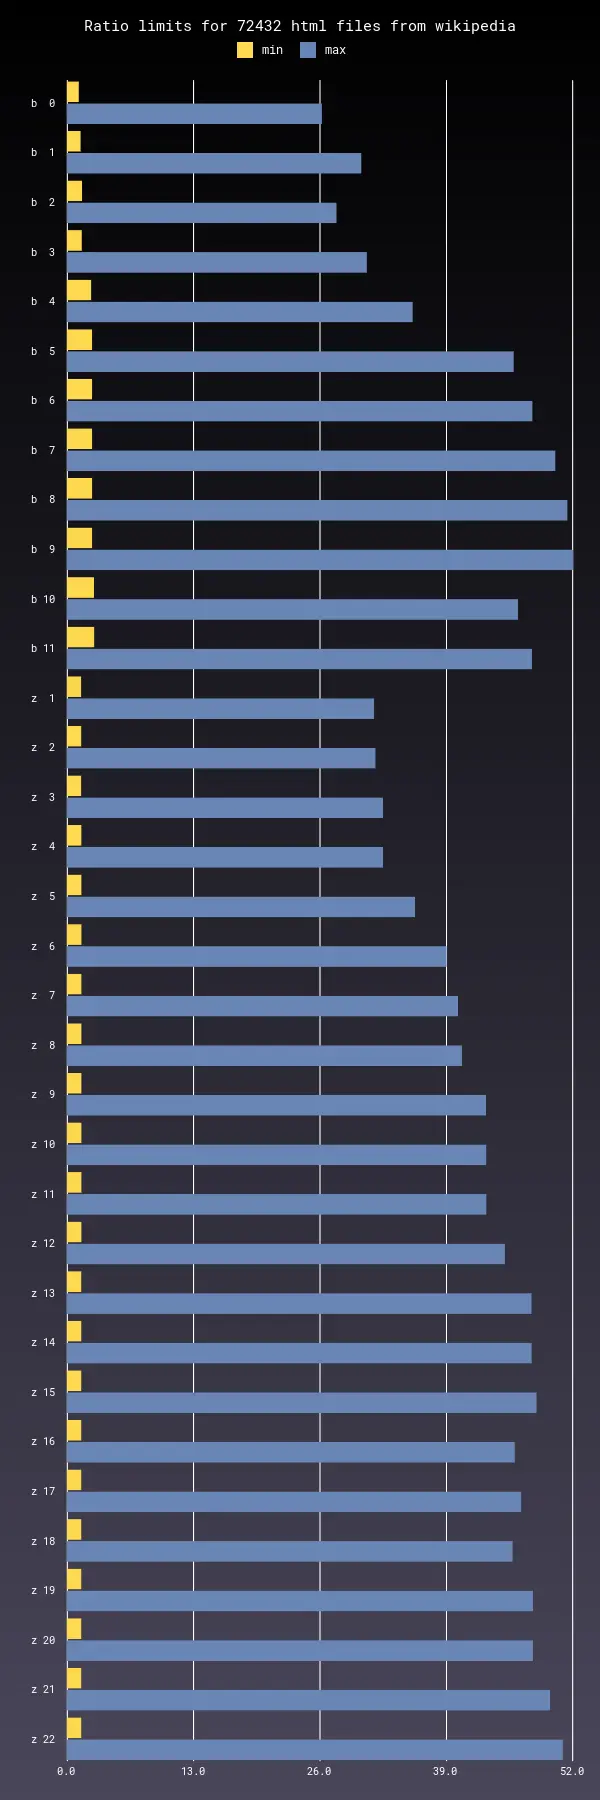 Ratio limits for 72432 html files from wikipedia
min max
b 0
b 1
b 2
b 3
b 4
b 5
b 6
b 7
b 8
b 9
b 10
b 11
z 1
z 2
z 3
z 4
z 5
z 6
z 7
z 8
z 9
z 10
z 11
z 12
z 13
z 14
z 15
z 16
z 17
z 18
z 19
z 20
z 21
z 22
0.0 13.0 26.0 39.0 52.0